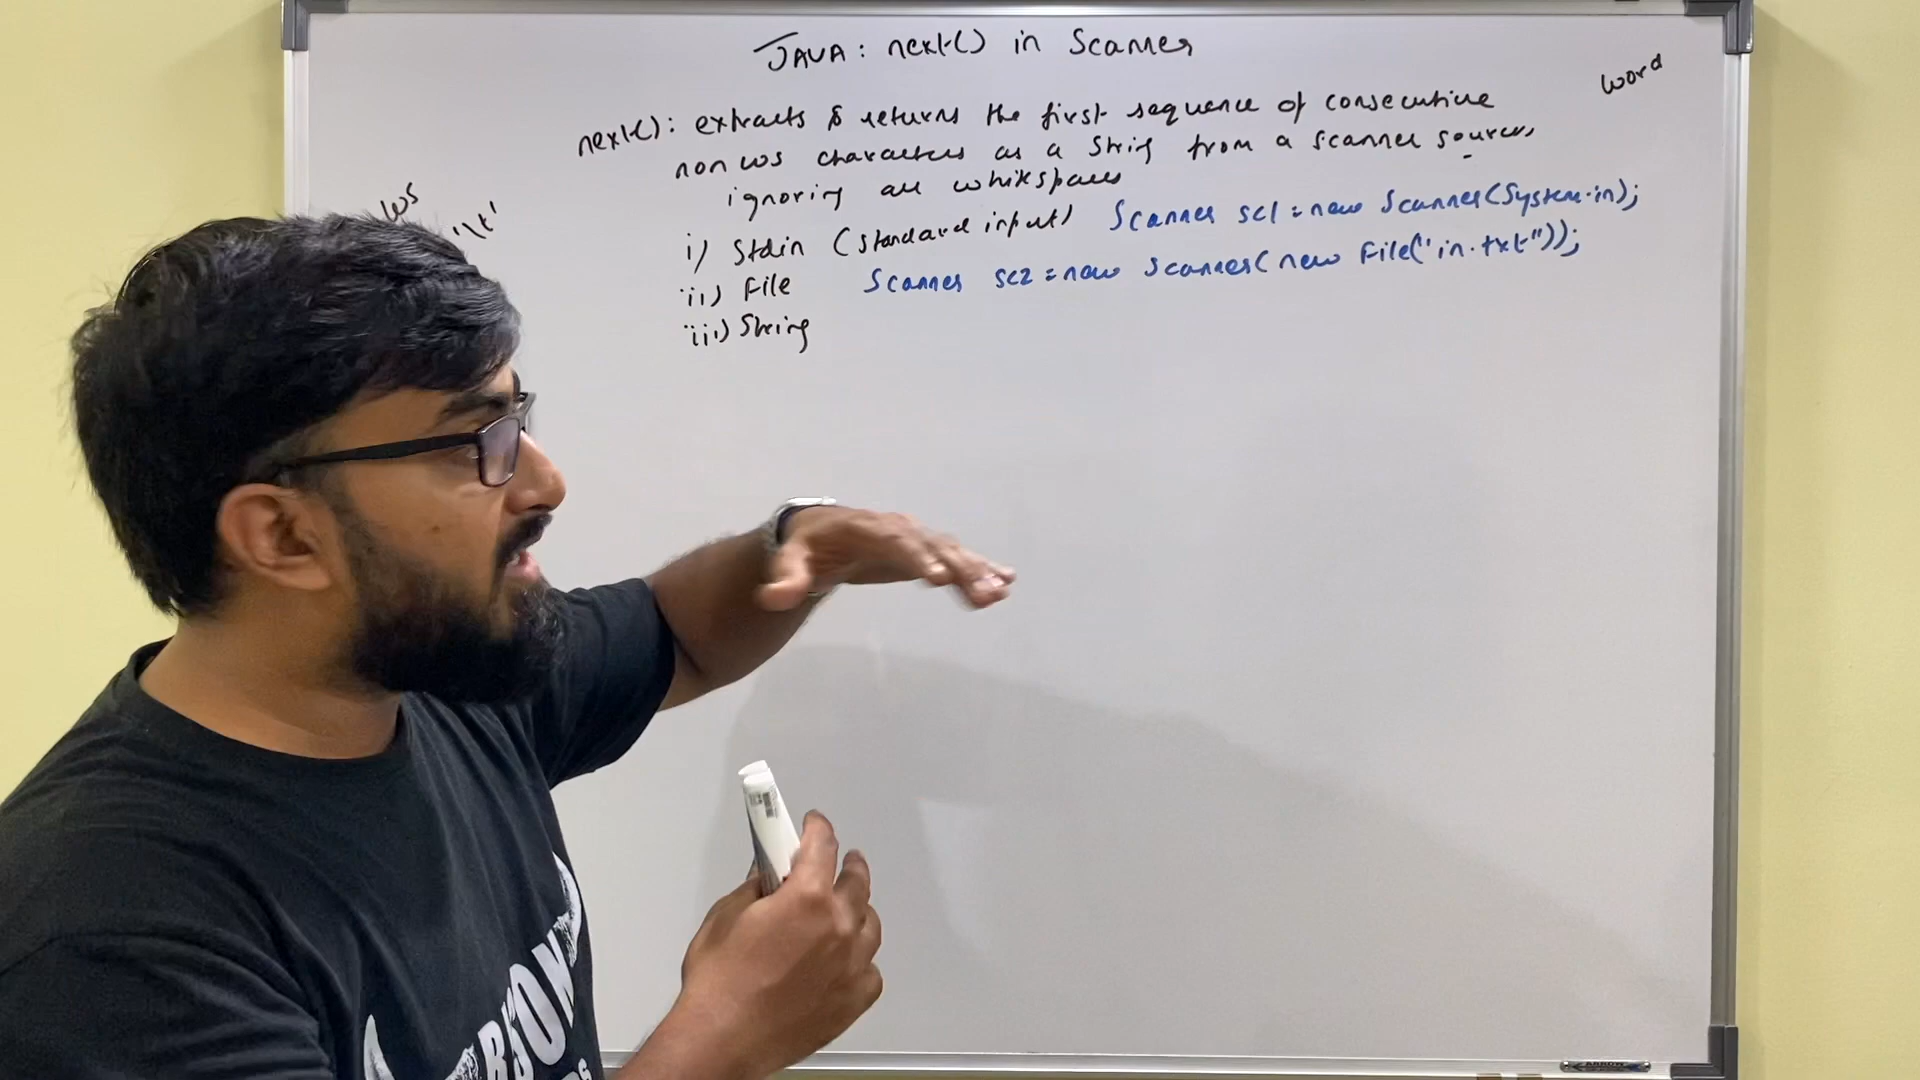 JAVA: next() in Scanner
word
next(): extracts & returns the first sequence of consecutive
non ws characters as a String from a scanner source,
ignoring all whitespaces
ws
'\t'
i) Stdin (standard input) Scanner sc1 = new Scanner(System.in);
ii) File Scanner sc2 = new Scanner(new File("in.txt"));
iii) String